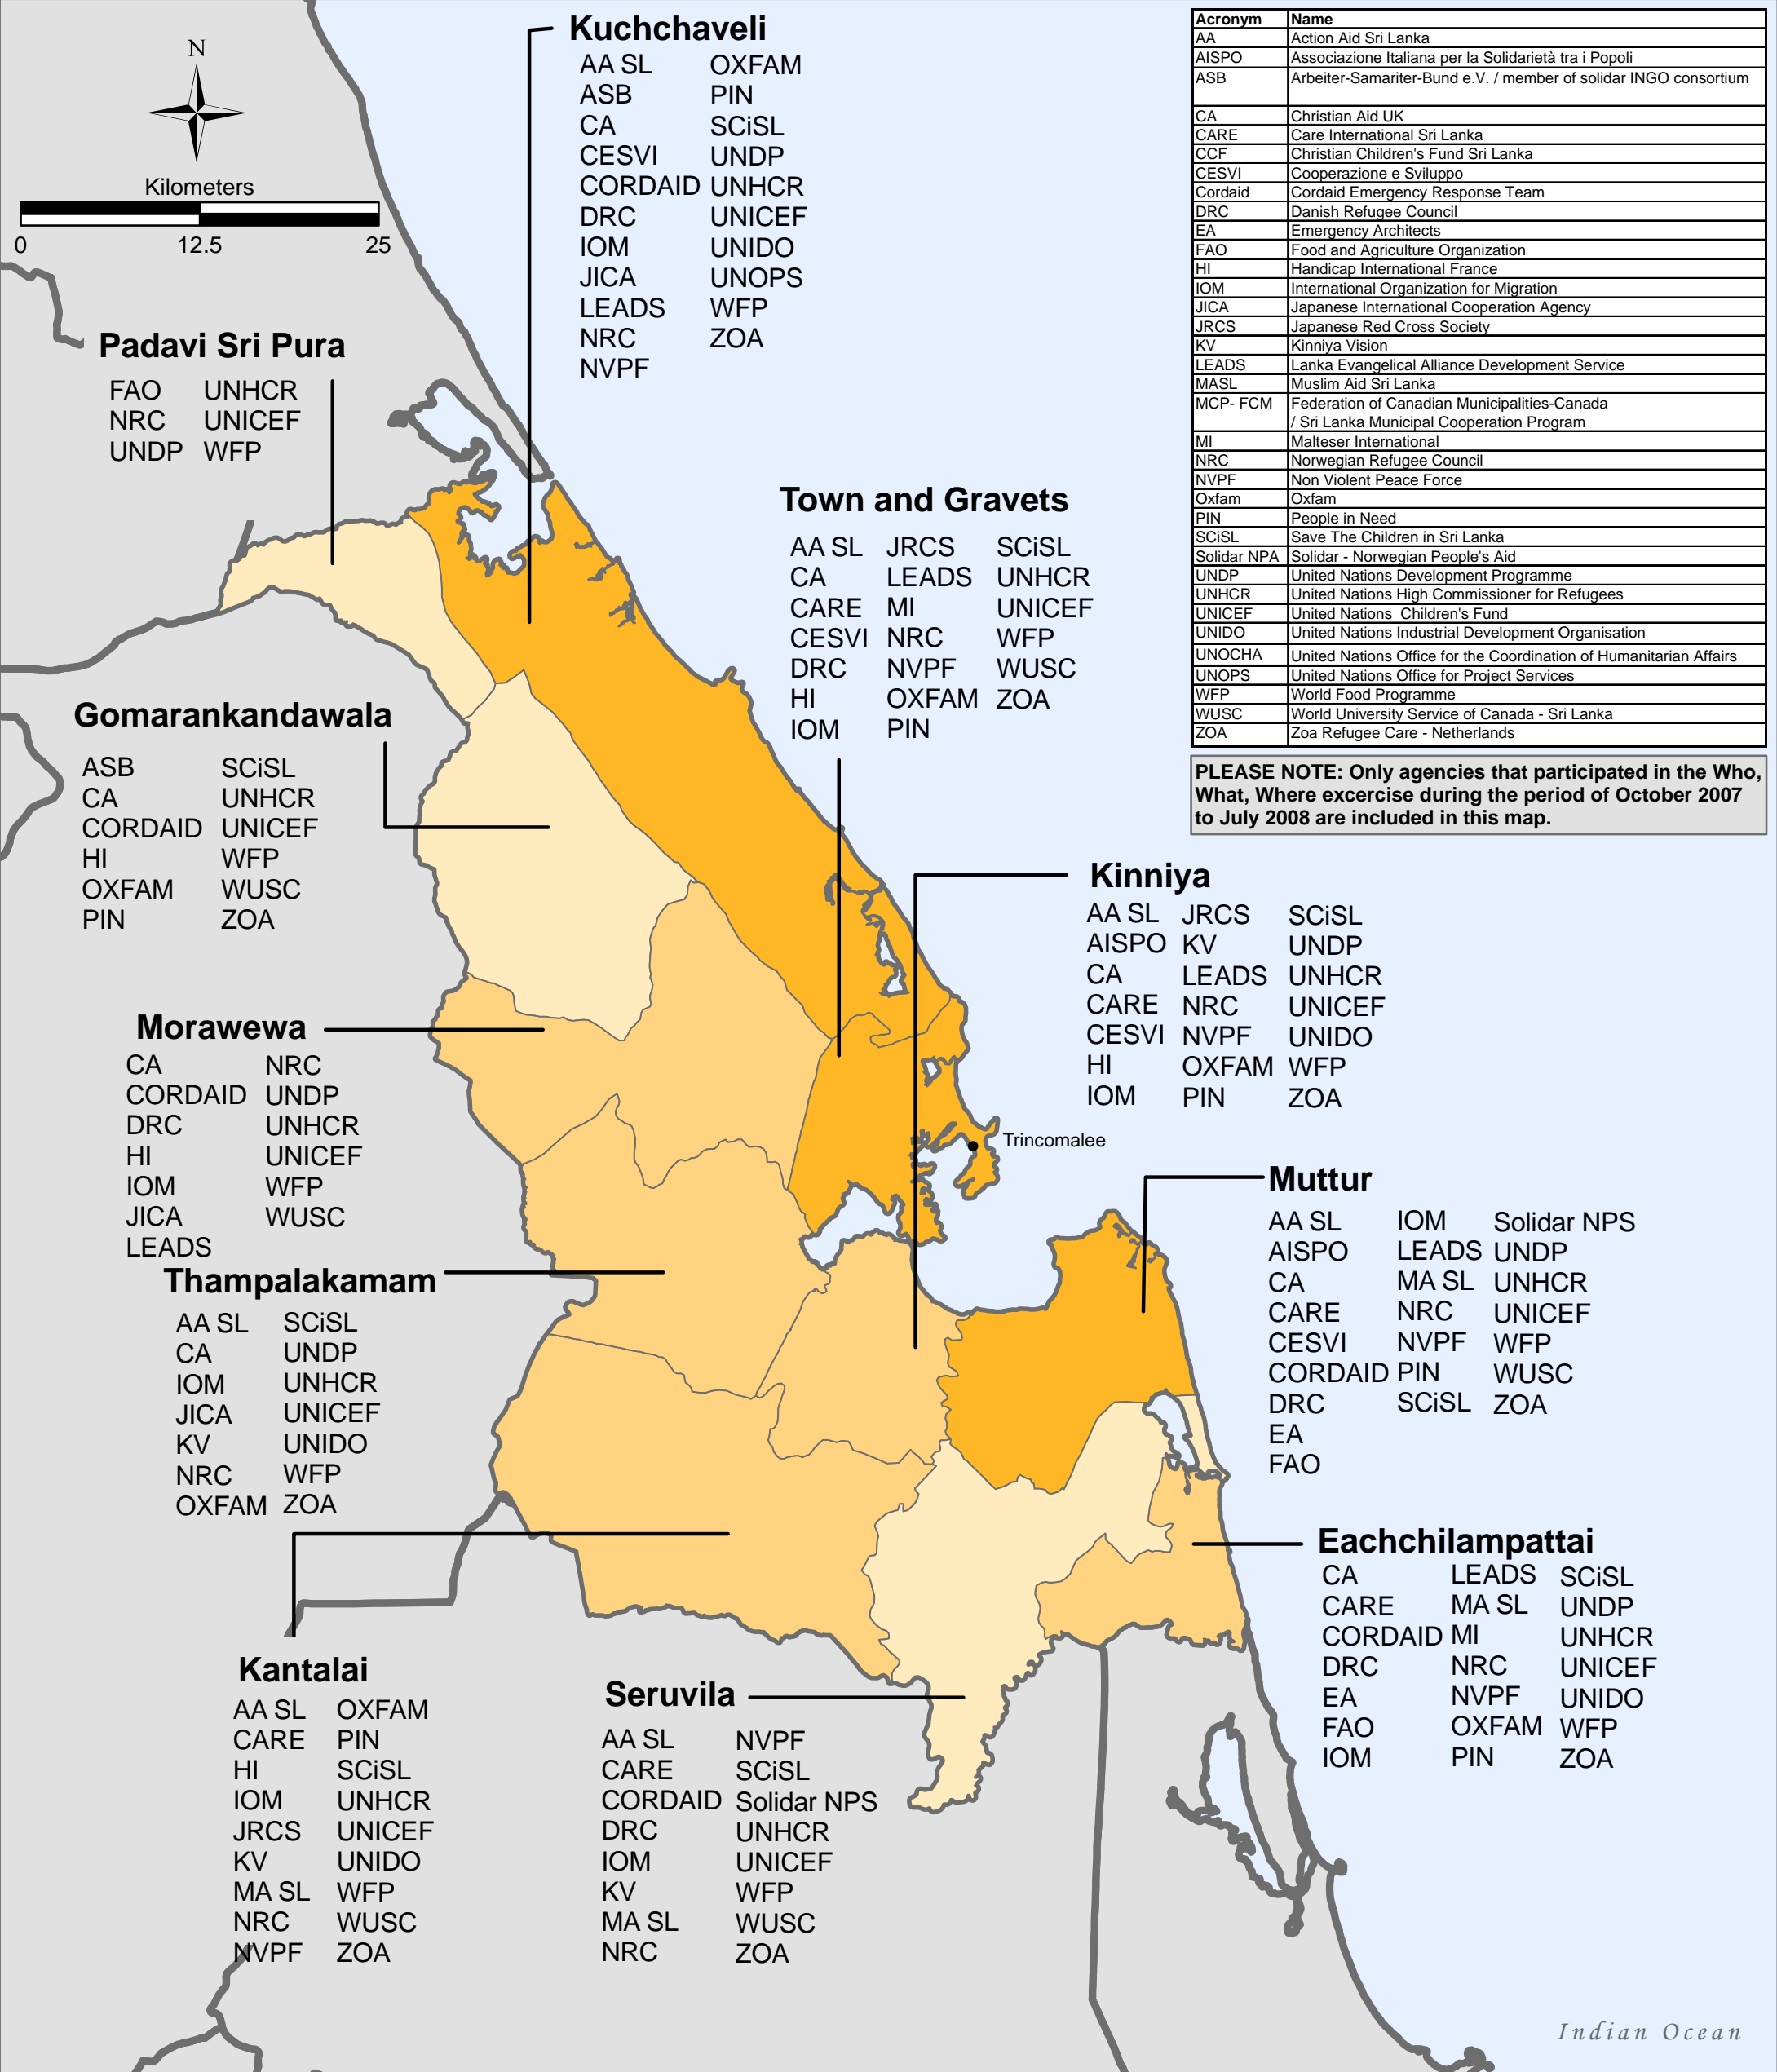 N
Kilometers
0 12.5 25
Kuchchaveli
AA SL OXFAM
ASB PIN
CA SCiSL
CESVI UNDP
CORDAID UNHCR
DRC UNICEF
IOM UNIDO
JICA UNOPS
LEADS WFP
NRC ZOA
NVPF
Acronym Name
AA Action Aid Sri Lanka
AISPO Associazione Italiana per la Solidarietà tra i Popoli
ASB Arbeiter-Samariter-Bund e.V. / member of solidar INGO consortium
CA Christian Aid UK
CARE Care International Sri Lanka
CCF Christian Children's Fund Sri Lanka
CESVI Cooperazione e Sviluppo
Cordaid Cordaid Emergency Response Team
DRC Danish Refugee Council
EA Emergency Architects
FAO Food and Agriculture Organization
HI Handicap International France
IOM International Organization for Migration
JICA Japanese International Cooperation Agency
JRCS Japanese Red Cross Society
KV Kinniya Vision
LEADS Lanka Evangelical Alliance Development Service
MASL Muslim Aid Sri Lanka
MCP- FCM Federation of Canadian Municipalities-Canada
/ Sri Lanka Municipal Cooperation Program
MI Malteser International
NRC Norwegian Refugee Council
NVPF Non Violent Peace Force
Oxfam Oxfam
PIN People in Need
SCiSL Save The Children in Sri Lanka
Solidar NPA Solidar - Norwegian People's Aid
UNDP United Nations Development Programme
UNHCR United Nations High Commissioner for Refugees
UNICEF United Nations Children's Fund
UNIDO United Nations Industrial Development Organisation
UNOCHA United Nations Office for the Coordination of Humanitarian Affairs
UNOPS United Nations Office for Project Services
WFP World Food Programme
WUSC World University Service of Canada - Sri Lanka
ZOA Zoa Refugee Care - Netherlands
PLEASE NOTE: Only agencies that participated in the Who,
What, Where excercise during the period of October 2007
to July 2008 are included in this map.
Padavi Sri Pura
FAO UNHCR
NRC UNICEF
UNDP WFP
Town and Gravets
AA SL JRCS SCiSL
CA LEADS UNHCR
CARE MI UNICEF
CESVI NRC WFP
DRC NVPF WUSC
HI OXFAM ZOA
IOM PIN
Gomarankandawala
ASB SCiSL
CA UNHCR
CORDAID UNICEF
HI WFP
OXFAM WUSC
PIN ZOA
Kinniya
AA SL JRCS SCiSL
AISPO KV UNDP
CA LEADS UNHCR
CARE NRC UNICEF
CESVI NVPF UNIDO
HI OXFAM WFP
IOM PIN ZOA
Morawewa
CA NRC
CORDAID UNDP
DRC UNHCR
HI UNICEF
IOM WFP
JICA WUSC
LEADS
Trincomalee
Muttur
AA SL IOM Solidar NPS
AISPO LEADS UNDP
CA MA SL UNHCR
CARE NRC UNICEF
CESVI NVPF WFP
CORDAID PIN WUSC
DRC SCiSL ZOA
EA
FAO
Thampalakamam
AA SL SCiSL
CA UNDP
IOM UNHCR
JICA UNICEF
KV UNIDO
NRC WFP
OXFAM ZOA
Eachchilampattai
CA LEADS SCiSL
CARE MA SL UNDP
CORDAID MI UNHCR
DRC NRC UNICEF
EA NVPF UNIDO
FAO OXFAM WFP
IOM PIN ZOA
Kantalai
AA SL OXFAM
CARE PIN
HI SCiSL
IOM UNHCR
JRCS UNICEF
KV UNIDO
MA SL WFP
NRC WUSC
NVPF ZOA
Seruvila
AA SL NVPF
CARE SCiSL
CORDAID Solidar NPS
DRC UNHCR
IOM UNICEF
KV WFP
MA SL WUSC
NRC ZOA
Indian Ocean